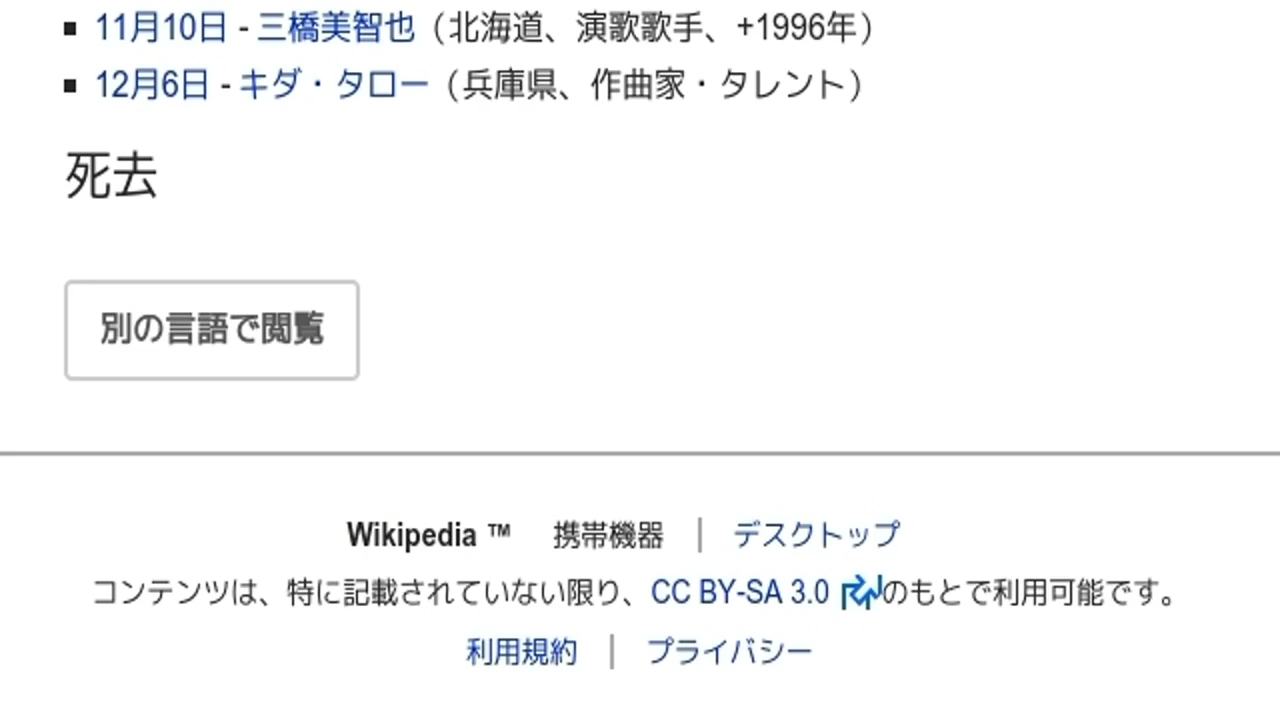 11月10日 - 三橋美智也（北海道、演歌歌手、+1996年）
12月6日 - キダ・タロー（兵庫県、作曲家・タレント）
死去
別の言語で閲覧
Wikipedia ™ 携帯機器 | デスクトップ
コンテンツは、特に記載されていない限り、CC BY-SA 3.0 のもとで利用可能です。
利用規約 | プライバシー